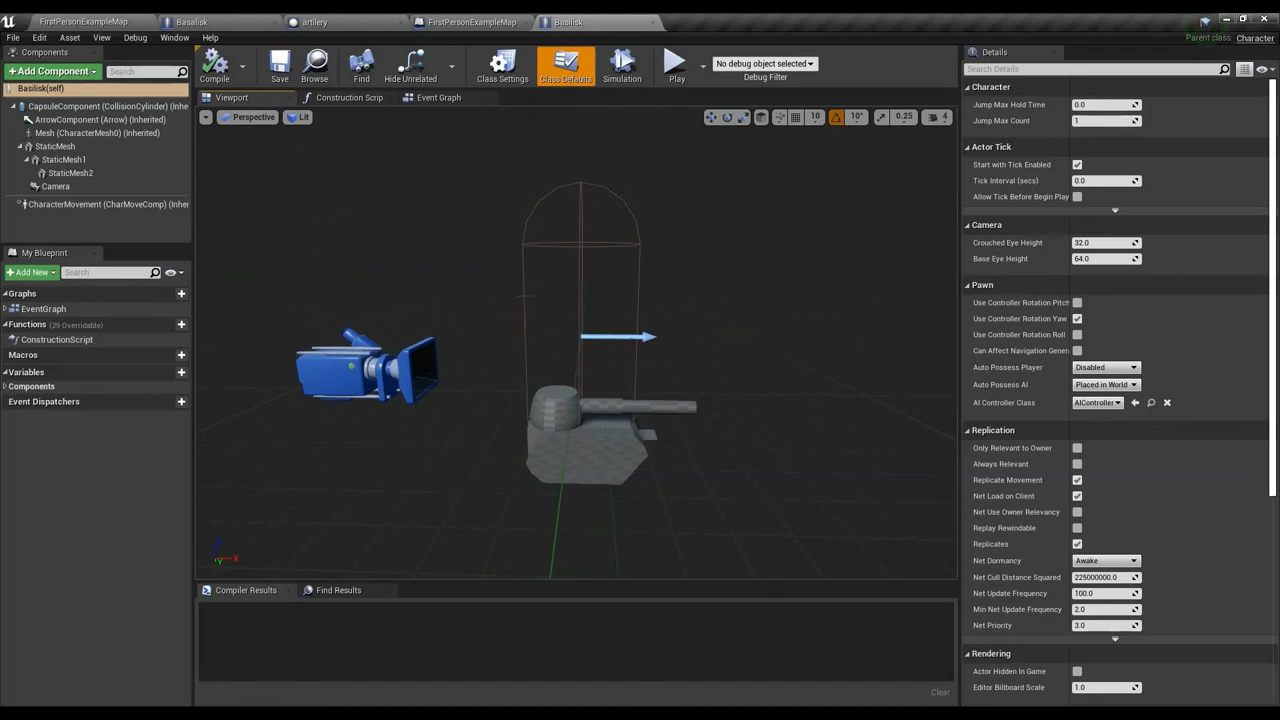 FirstPersonExampleMap
Basalisk
artilery
FirstPersonExampleMap
Basilisk
File Edit Asset View Debug Window Help
Parent class: Character
Components
+Add Component
Search
Compile
Save
Browse
Find
Hide Unrelated
Class Settings
Class Defaults
Simulation
Play
No debug object selected
Debug Filter
Details
Search Details
Basilisk(self)
CapsuleComponent (CollisionCylinder) (Inhe
ArrowComponent (Arrow) (Inherited)
Mesh (CharacterMesh0) (Inherited)
StaticMesh
StaticMesh1
StaticMesh2
Camera
CharacterMovement (CharMoveComp) (Inher
My Blueprint
+Add New
Search
Graphs
EventGraph
Functions (29 Overridable)
ConstructionScript
Macros
Variables
Components
Event Dispatchers
Viewport
Construction Scrip
Event Graph
Perspective
Lit
10
10°
0.25
4
Z
X
Y
Compiler Results
Find Results
Clear
Character
Jump Max Hold Time 0.0
Jump Max Count 1
Actor Tick
Start with Tick Enabled
Tick Interval (secs) 0.0
Allow Tick Before Begin Play
Camera
Crouched Eye Height 32.0
Base Eye Height 64.0
Pawn
Use Controller Rotation Pitch
Use Controller Rotation Yaw
Use Controller Rotation Roll
Can Affect Navigation Genera
Auto Possess Player Disabled
Auto Possess AI Placed in World
AI Controller Class AIController
Replication
Only Relevant to Owner
Always Relevant
Replicate Movement
Net Load on Client
Net Use Owner Relevancy
Replay Rewindable
Replicates
Net Dormancy Awake
Net Cull Distance Squared 225000000.0
Net Update Frequency 100.0
Min Net Update Frequency 2.0
Net Priority 3.0
Rendering
Actor Hidden In Game
Editor Billboard Scale 1.0